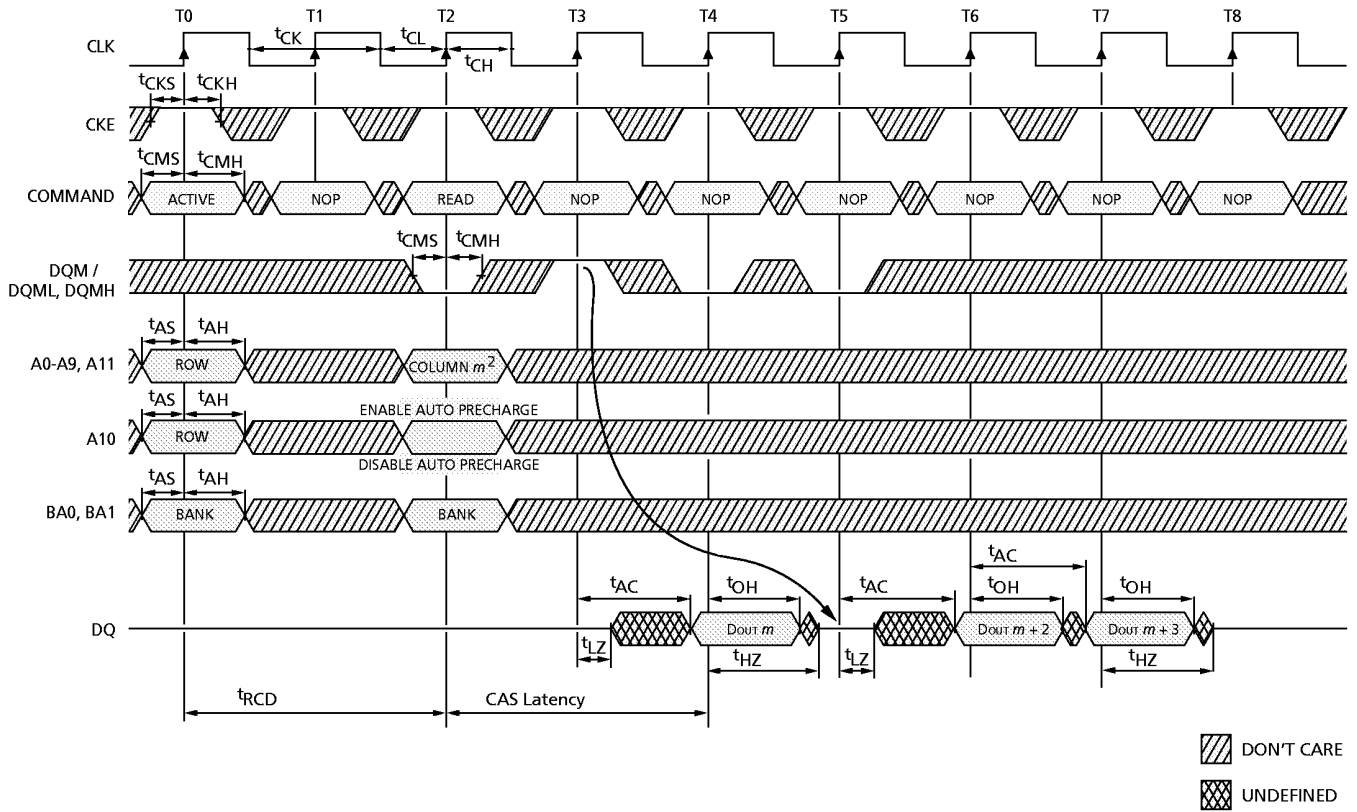 T0 T1 T2 T3 T4 T5 T6 T7 T8
CLK
tCK tCL
tCH
tCKS tCKH
CKE
tCMS tCMH
COMMAND
ACTIVE NOP READ NOP NOP NOP NOP NOP NOP
tCMS tCMH
DQM /
DQML, DQMH
tAS tAH
A0-A9, A11
ROW COLUMN m2
tAS tAH
ENABLE AUTO PRECHARGE
A10
ROW
DISABLE AUTO PRECHARGE
tAS tAH
BA0, BA1
BANK BANK
tAC
tAC tOH tAC tOH tOH
DQ
DOUT m DOUT m + 2 DOUT m + 3
tLZ tHZ tLZ tHZ
tRCD CAS Latency
DON'T CARE
UNDEFINED